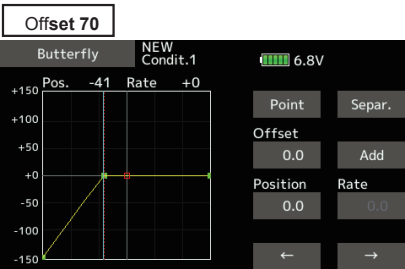 Offset 70
Butterfly
NEW
Condit.1
6.8V
Pos. -41 Rate +0
+150
+100
+50
+0
-50
-100
-150
Point Separ.
Offset
0.0 Add
Position Rate
0.0 0.0
← →